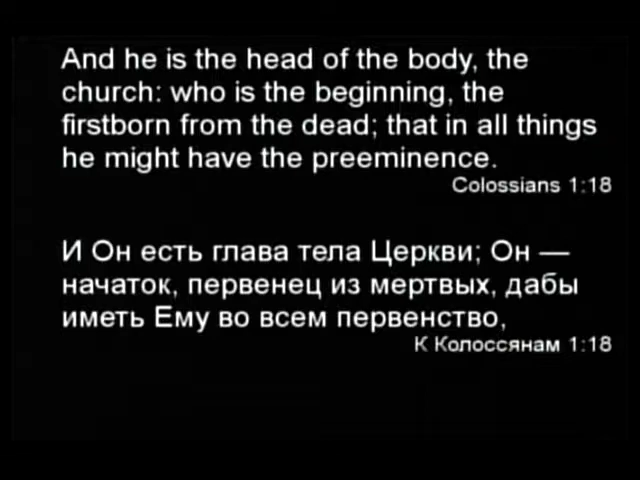 And he is the head of the body, the
church: who is the beginning, the
firstborn from the dead; that in all things
he might have the preeminence.
Colossians 1:18
И Он есть глава тела Церкви; Он —
начаток, первенец из мертвых, дабы
иметь Ему во всем первенство,
К Колоссянам 1:18